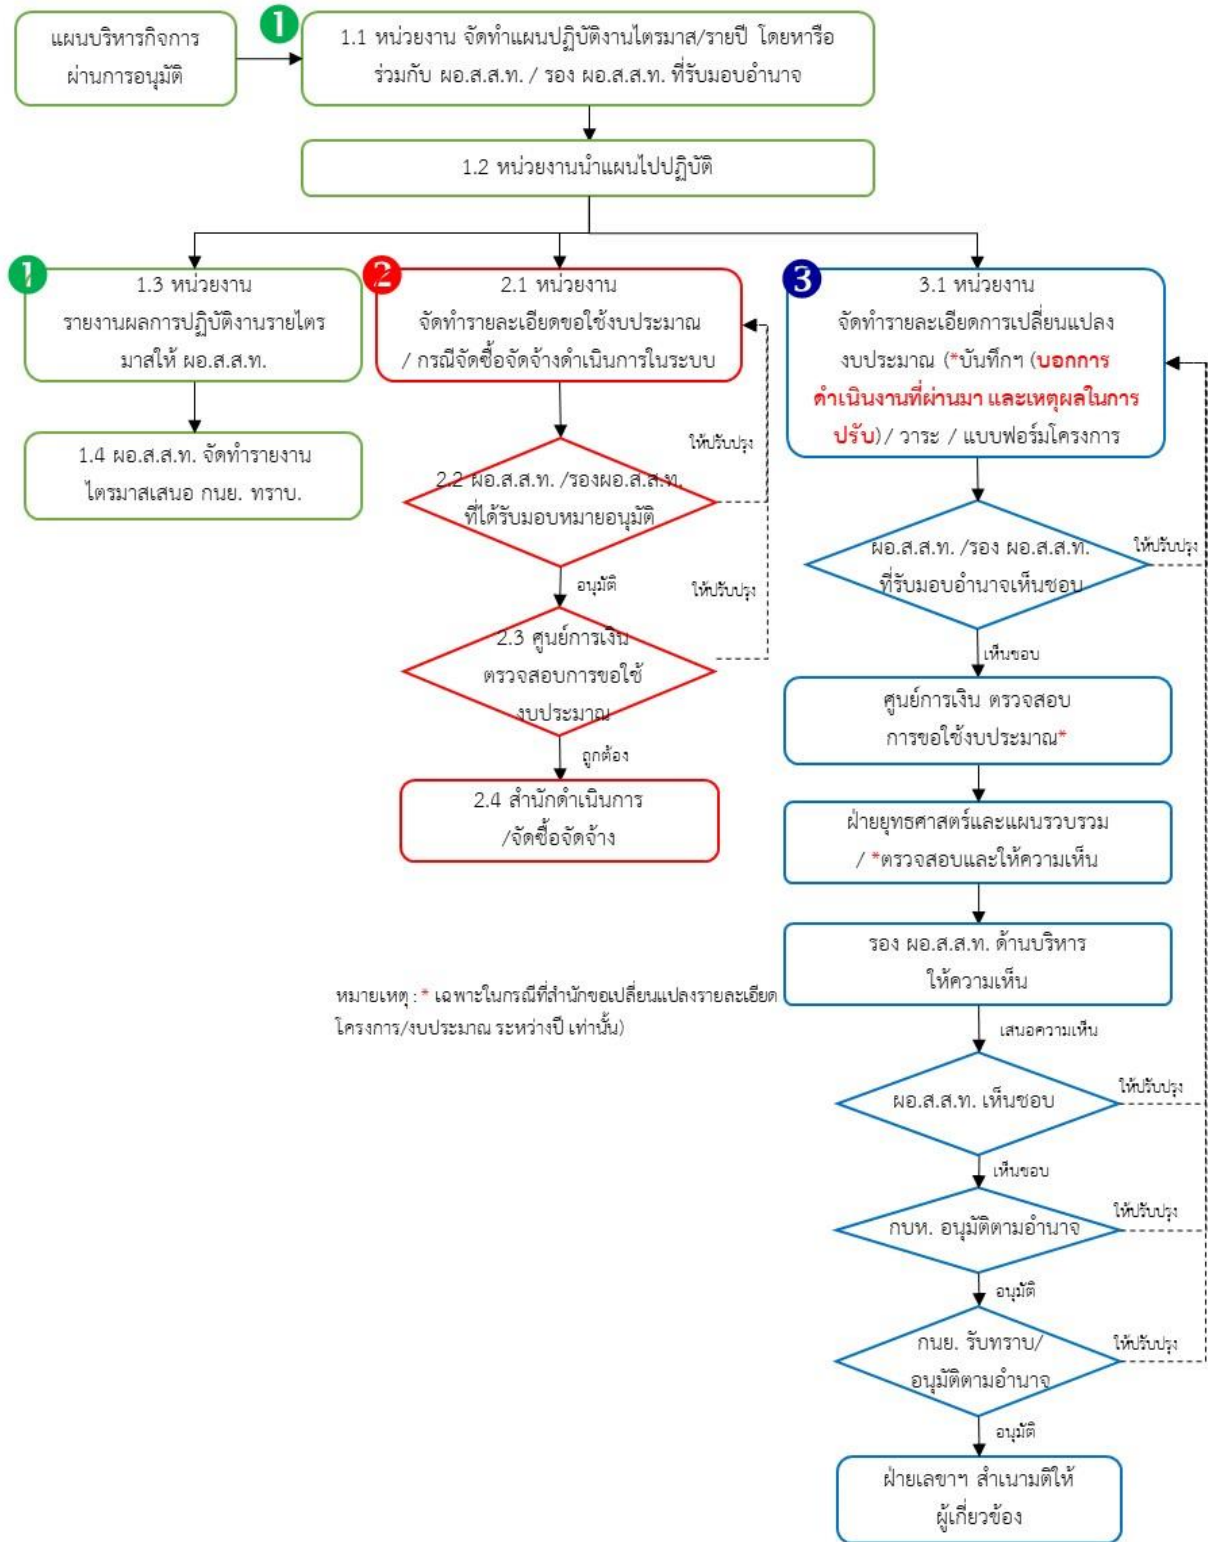 แผนบริหารกิจการ
ผ่านการอนุมัติ
1
1.1 หน่วยงาน จัดทำแผนปฏิบัติงานไตรมาส/รายปี โดยหารือ
ร่วมกับ ผอ.ส.ส.ท. / รอง ผอ.ส.ส.ท. ที่รับมอบอำนาจ
1.2 หน่วยงานนำแผนไปปฏิบัติ
1
1.3 หน่วยงาน
รายงานผลการปฏิบัติงานรายไตร
มาสให้ ผอ.ส.ส.ท.
1.4 ผอ.ส.ส.ท. จัดทำรายงาน
ไตรมาสเสนอ กนย. ทราบ.
2
2.1 หน่วยงาน
จัดทำรายละเอียดขอใช้งบประมาณ
/ กรณีจัดซื้อจัดจ้างดำเนินการในระบบ
ให้ปรับปรุง
2.2 ผอ.ส.ส.ท. /รองผอ.ส.ส.ท.
ที่ได้รับมอบหมายอนุมัติ
อนุมัติ
ให้ปรับปรุง
2.3 ศูนย์การเงิน
ตรวจสอบการขอใช้
งบประมาณ
ถูกต้อง
2.4 สำนักดำเนินการ
/จัดซื้อจัดจ้าง
3
3.1 หน่วยงาน
จัดทำรายละเอียดการเปลี่ยนแปลง
งบประมาณ (*บันทึกฯ (บอกการ
ดำเนินงานที่ผ่านมา และเหตุผลในการ
ปรับ)/ วาระ / แบบฟอร์มโครงการ
ผอ.ส.ส.ท. /รอง ผอ.ส.ส.ท.
ที่รับมอบอำนาจเห็นชอบ
ให้ปรับปรุง
เห็นชอบ
ศูนย์การเงิน ตรวจสอบ
การขอใช้งบประมาณ*
ฝ่ายยุทธศาสตร์และแผนรวบรวม
/ *ตรวจสอบและให้ความเห็น
รอง ผอ.ส.ส.ท. ด้านบริหาร
ให้ความเห็น
เสนอความเห็น
ผอ.ส.ส.ท. เห็นชอบ
ให้ปรับปรุง
เห็นชอบ
กบห. อนุมัติตามอำนาจ
ให้ปรับปรุง
อนุมัติ
กนย. รับทราบ/
อนุมัติตามอำนาจ
ให้ปรับปรุง
อนุมัติ
ฝ่ายเลขาฯ สำเนามติให้
ผู้เกี่ยวข้อง
หมายเหตุ : * เฉพาะในกรณีที่สำนักขอเปลี่ยนแปลงรายละเอียด
โครงการ/งบประมาณ ระหว่างปี เท่านั้น)